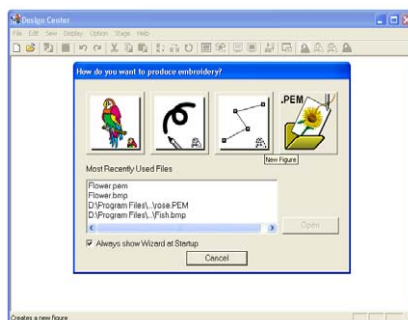 Design Center
File Edit Sew Display Option Stage Help
How do you want to produce embroidery?
.PEM
New Figure
Most Recently Used Files
Flower.pem
Flower.bmp
D:\Program Files\...\rose.PEM
D:\Program Files\...\Fish.bmp
Open
Always show Wizard at Startup
Cancel
Creates a new figure